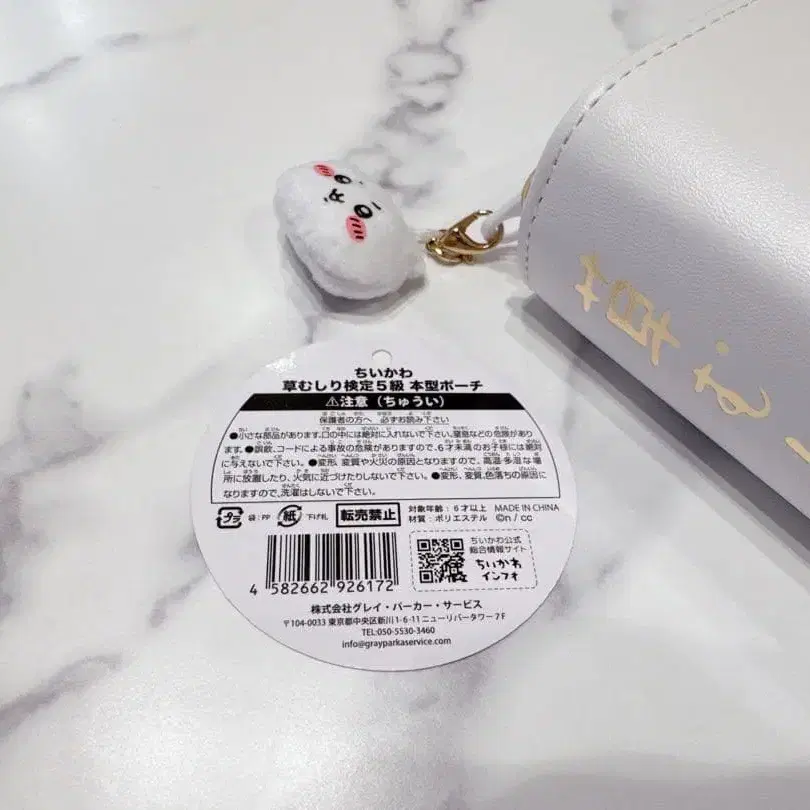 ちいかわ
草むしり検定5級 本型ポーチ
⚠注意（ちゅうい）
保護者の方へ 必ずお読み下さい
●小さな部品があります。口の中には絶対に入れないで下さい。窒息などの危険があり
ます。●誤飲、コードによる事故の危険がありますので、6才未満のお子様には絶対
に与えないで下さい。●変形、変質や火災の原因となりますので、高温・多湿な場
所に放置したり、火気に近づけたりしないで下さい。●変形、変質、色落ちの原因に
なりますので、洗濯はしないで下さい。
プラ 袋：PP 紙 下げ札 転売禁止
対象年齢：6才以上 MADE IN CHINA
材質：ポリエステル ©n / cc
4 582662 926172
ちいかわ公式
総合情報サイト
ちいかわ
インフォ
株式会社グレイ・パーカー・サービス
〒104-0033 東京都中央区新川1-6-11 ニューリバータワー7F
TEL:050-5530-3460
info@grayparkaservice.com
草む